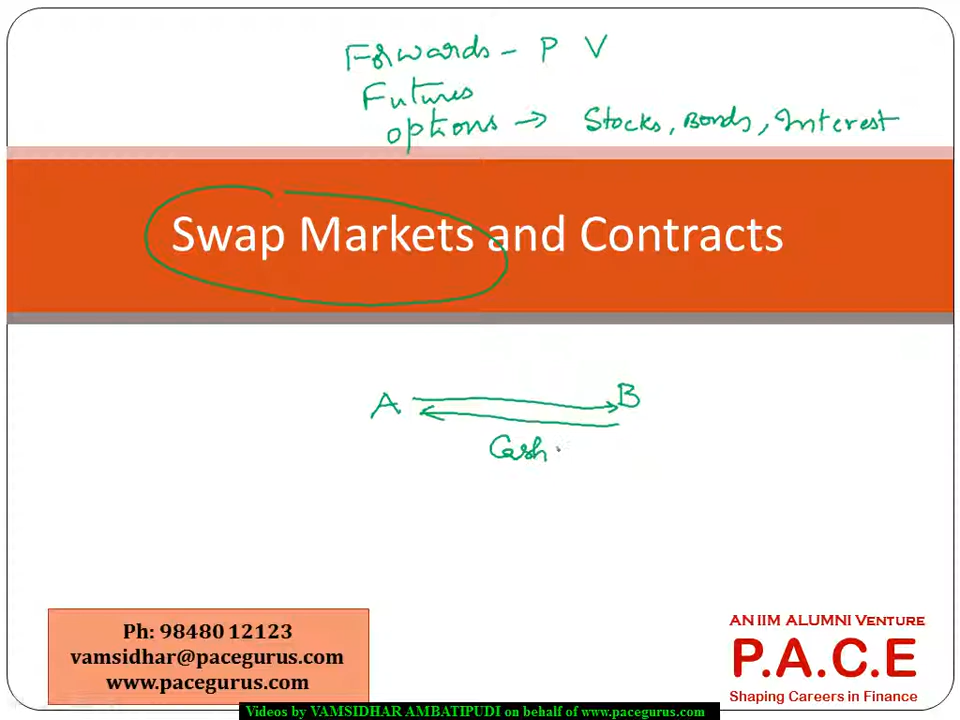 Forwards - P V
Futures
options → Stocks, Bonds, Interest
Swap Markets and Contracts
A B
Cash
Ph: 98480 12123
vamsidhar@pacegurus.com
www.pacegurus.com
AN IIM ALUMNI VENTURE
P.A.C.E
Shaping Careers in Finance
Videos by VAMSIDHAR AMBATIPUDI on behalf of www.pacegurus.com